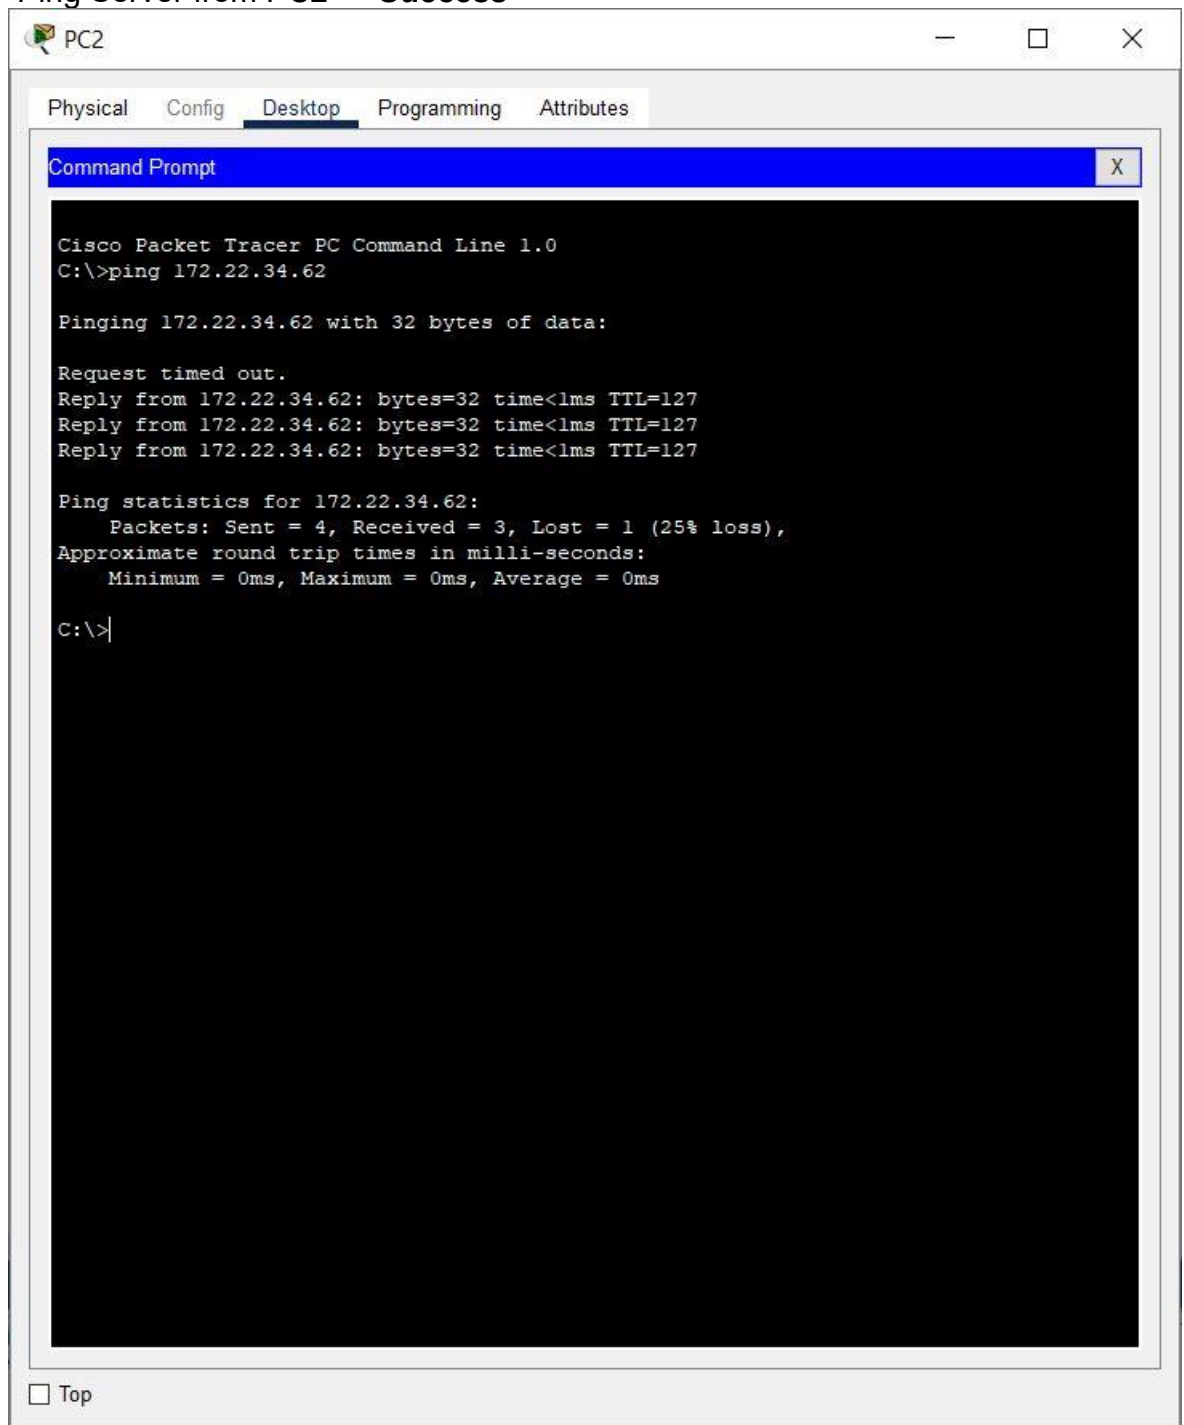 Ping Server from PC2 – Success
PC2
Physical Config Desktop Programming Attributes
Command Prompt X
Cisco Packet Tracer PC Command Line 1.0
C:\>ping 172.22.34.62
Pinging 172.22.34.62 with 32 bytes of data:
Request timed out.
Reply from 172.22.34.62: bytes=32 time<1ms TTL=127
Reply from 172.22.34.62: bytes=32 time<1ms TTL=127
Reply from 172.22.34.62: bytes=32 time<1ms TTL=127
Ping statistics for 172.22.34.62:
Packets: Sent = 4, Received = 3, Lost = 1 (25% loss),
Approximate round trip times in milli-seconds:
Minimum = 0ms, Maximum = 0ms, Average = 0ms
C:\>
Top